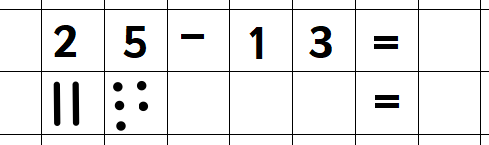 2 5 − 1 3 =
=